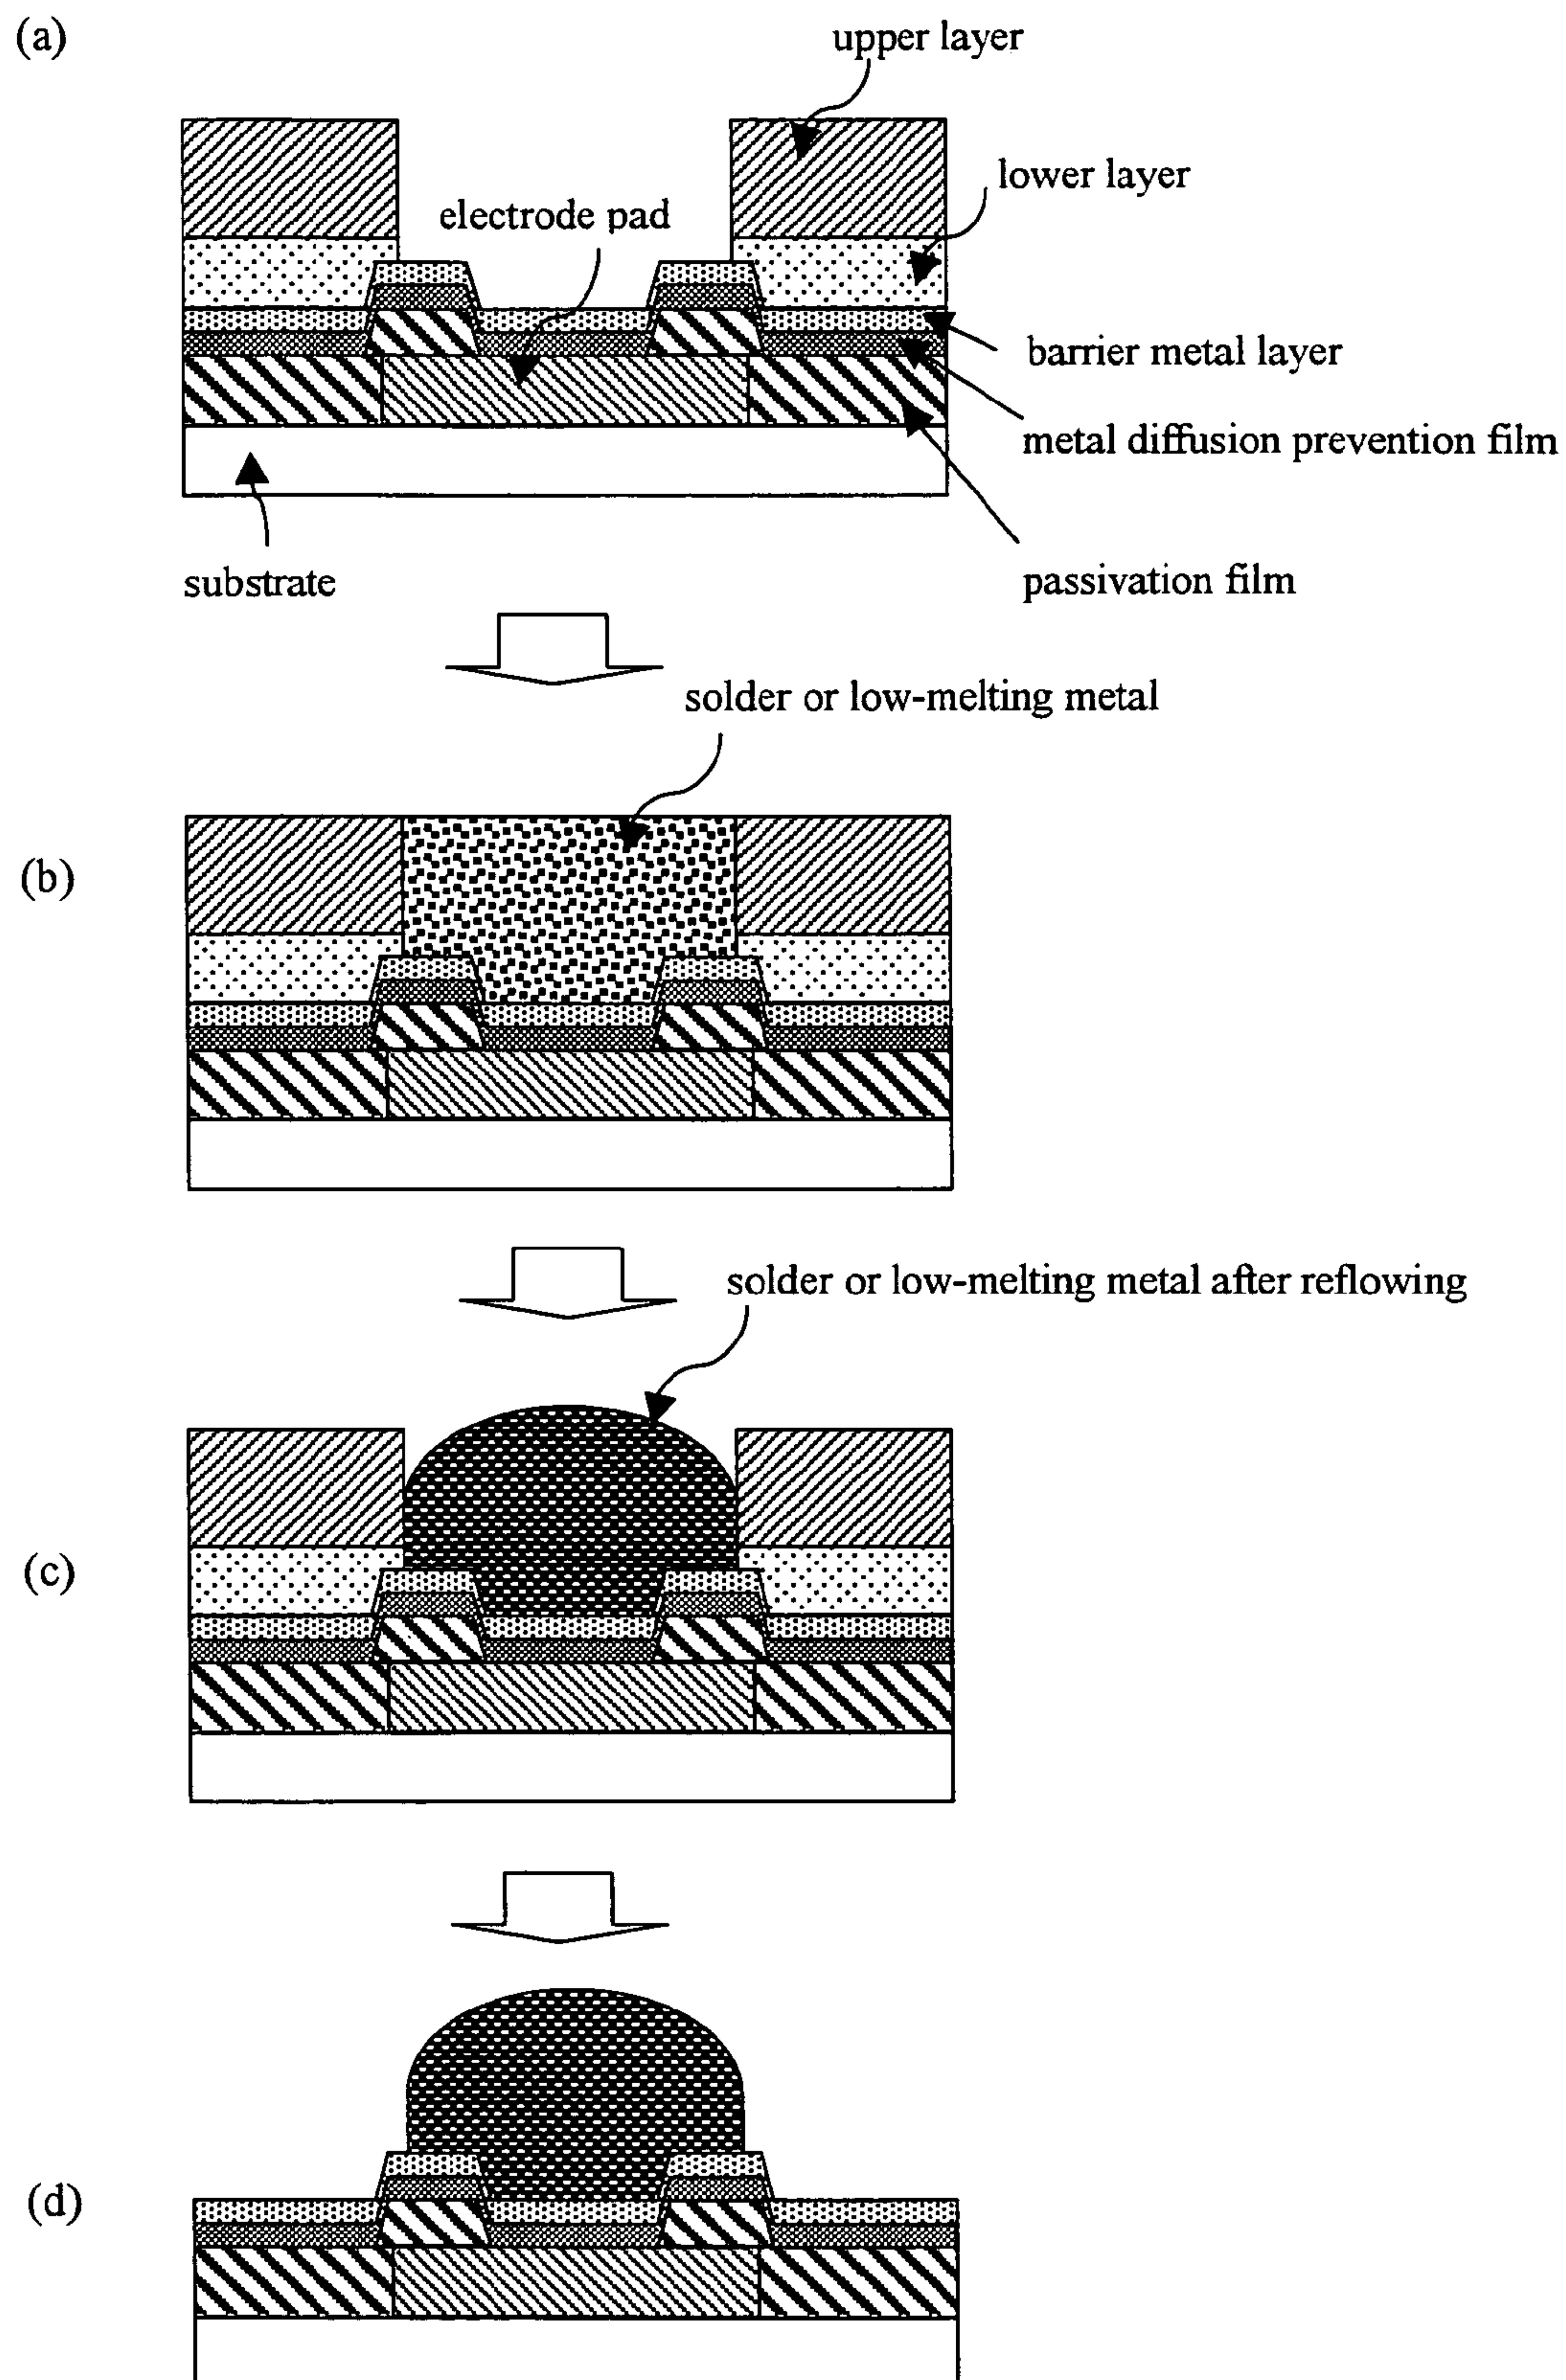 (a)
upper layer
lower layer
electrode pad
barrier metal layer
metal diffusion prevention film
substrate
passivation film
solder or low-melting metal
(b)
solder or low-melting metal after reflowing
(c)
(d)